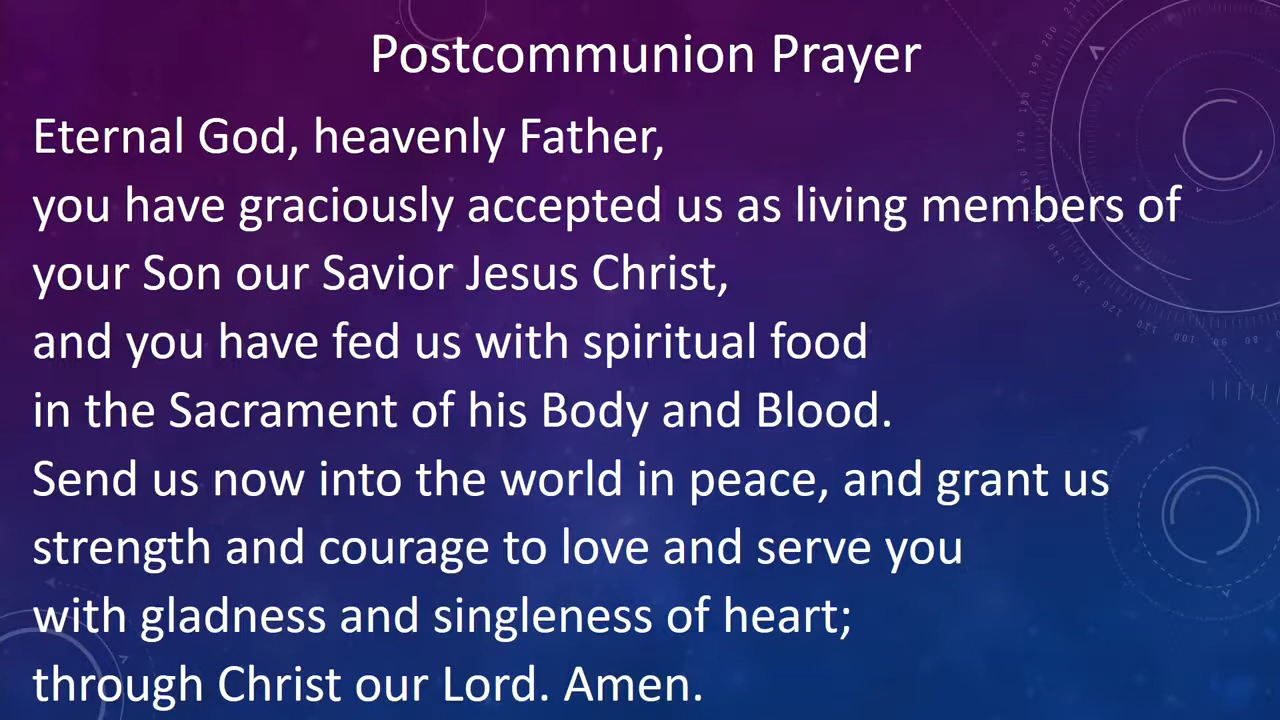 Postcommunion Prayer
Eternal God, heavenly Father,
you have graciously accepted us as living members of
your Son our Savior Jesus Christ,
and you have fed us with spiritual food
in the Sacrament of his Body and Blood.
Send us now into the world in peace, and grant us
strength and courage to love and serve you
with gladness and singleness of heart;
through Christ our Lord. Amen.